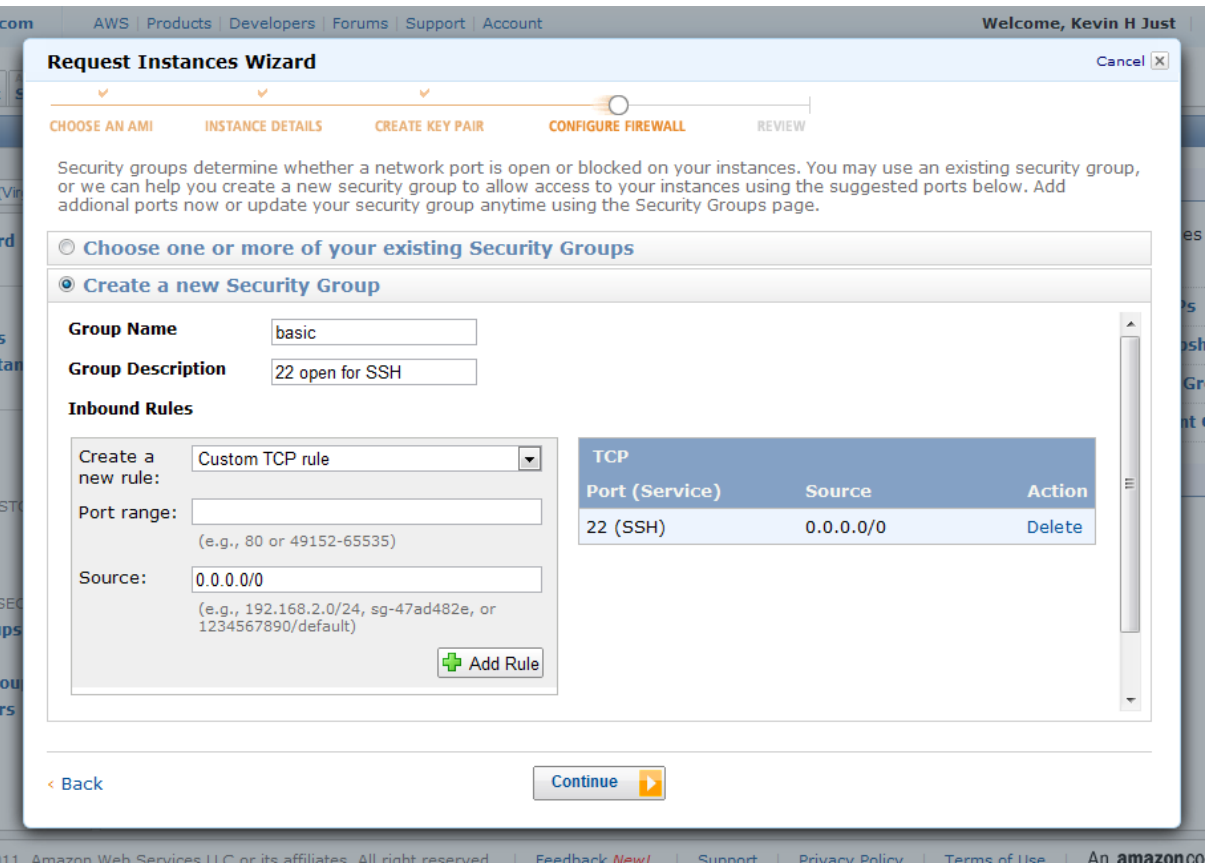 com AWS | Products | Developers | Forums | Support | Account Welcome, Kevin H Just
Request Instances Wizard Cancel
CHOOSE AN AMI INSTANCE DETAILS CREATE KEY PAIR CONFIGURE FIREWALL REVIEW
Security groups determine whether a network port is open or blocked on your instances. You may use an existing security group,
or we can help you create a new security group to allow access to your instances using the suggested ports below. Add
addional ports now or update your security group anytime using the Security Groups page.
Choose one or more of your existing Security Groups
Create a new Security Group
Group Name basic
Group Description 22 open for SSH
Inbound Rules
Create a
new rule: Custom TCP rule
Port range:
(e.g., 80 or 49152-65535)
Source: 0.0.0.0/0
(e.g., 192.168.2.0/24, sg-47ad482e, or
1234567890/default)
Add Rule
TCP
Port (Service) Source Action
22 (SSH) 0.0.0.0/0 Delete
< Back
Continue
011, Amazon Web Services LLC or its affiliates. All right reserved. | Feedback New! | Support | Privacy Policy | Terms of Use | An amazon.co